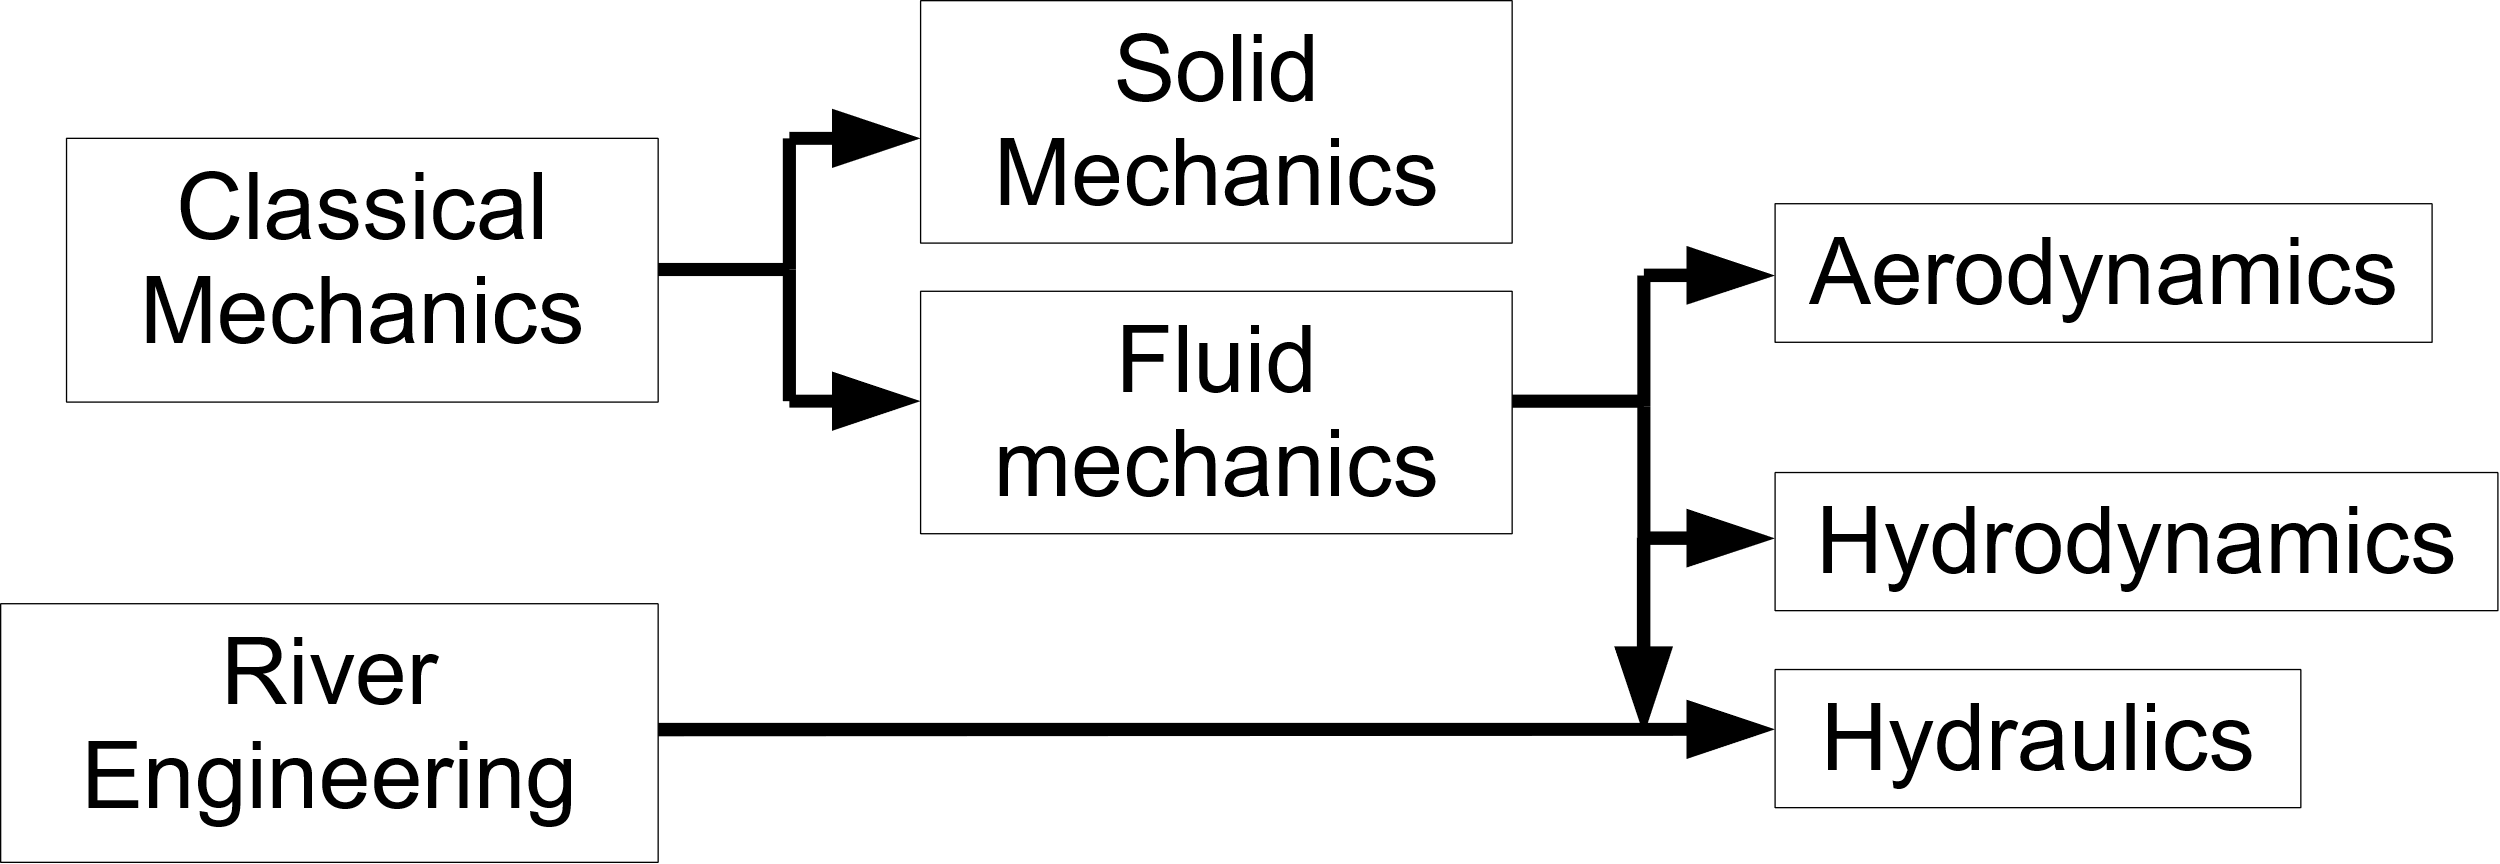 Classical
Mechanics
Solid
Mechanics
Fluid
mechanics
Aerodynamics
Hydrodynamics
River
Engineering
Hydraulics